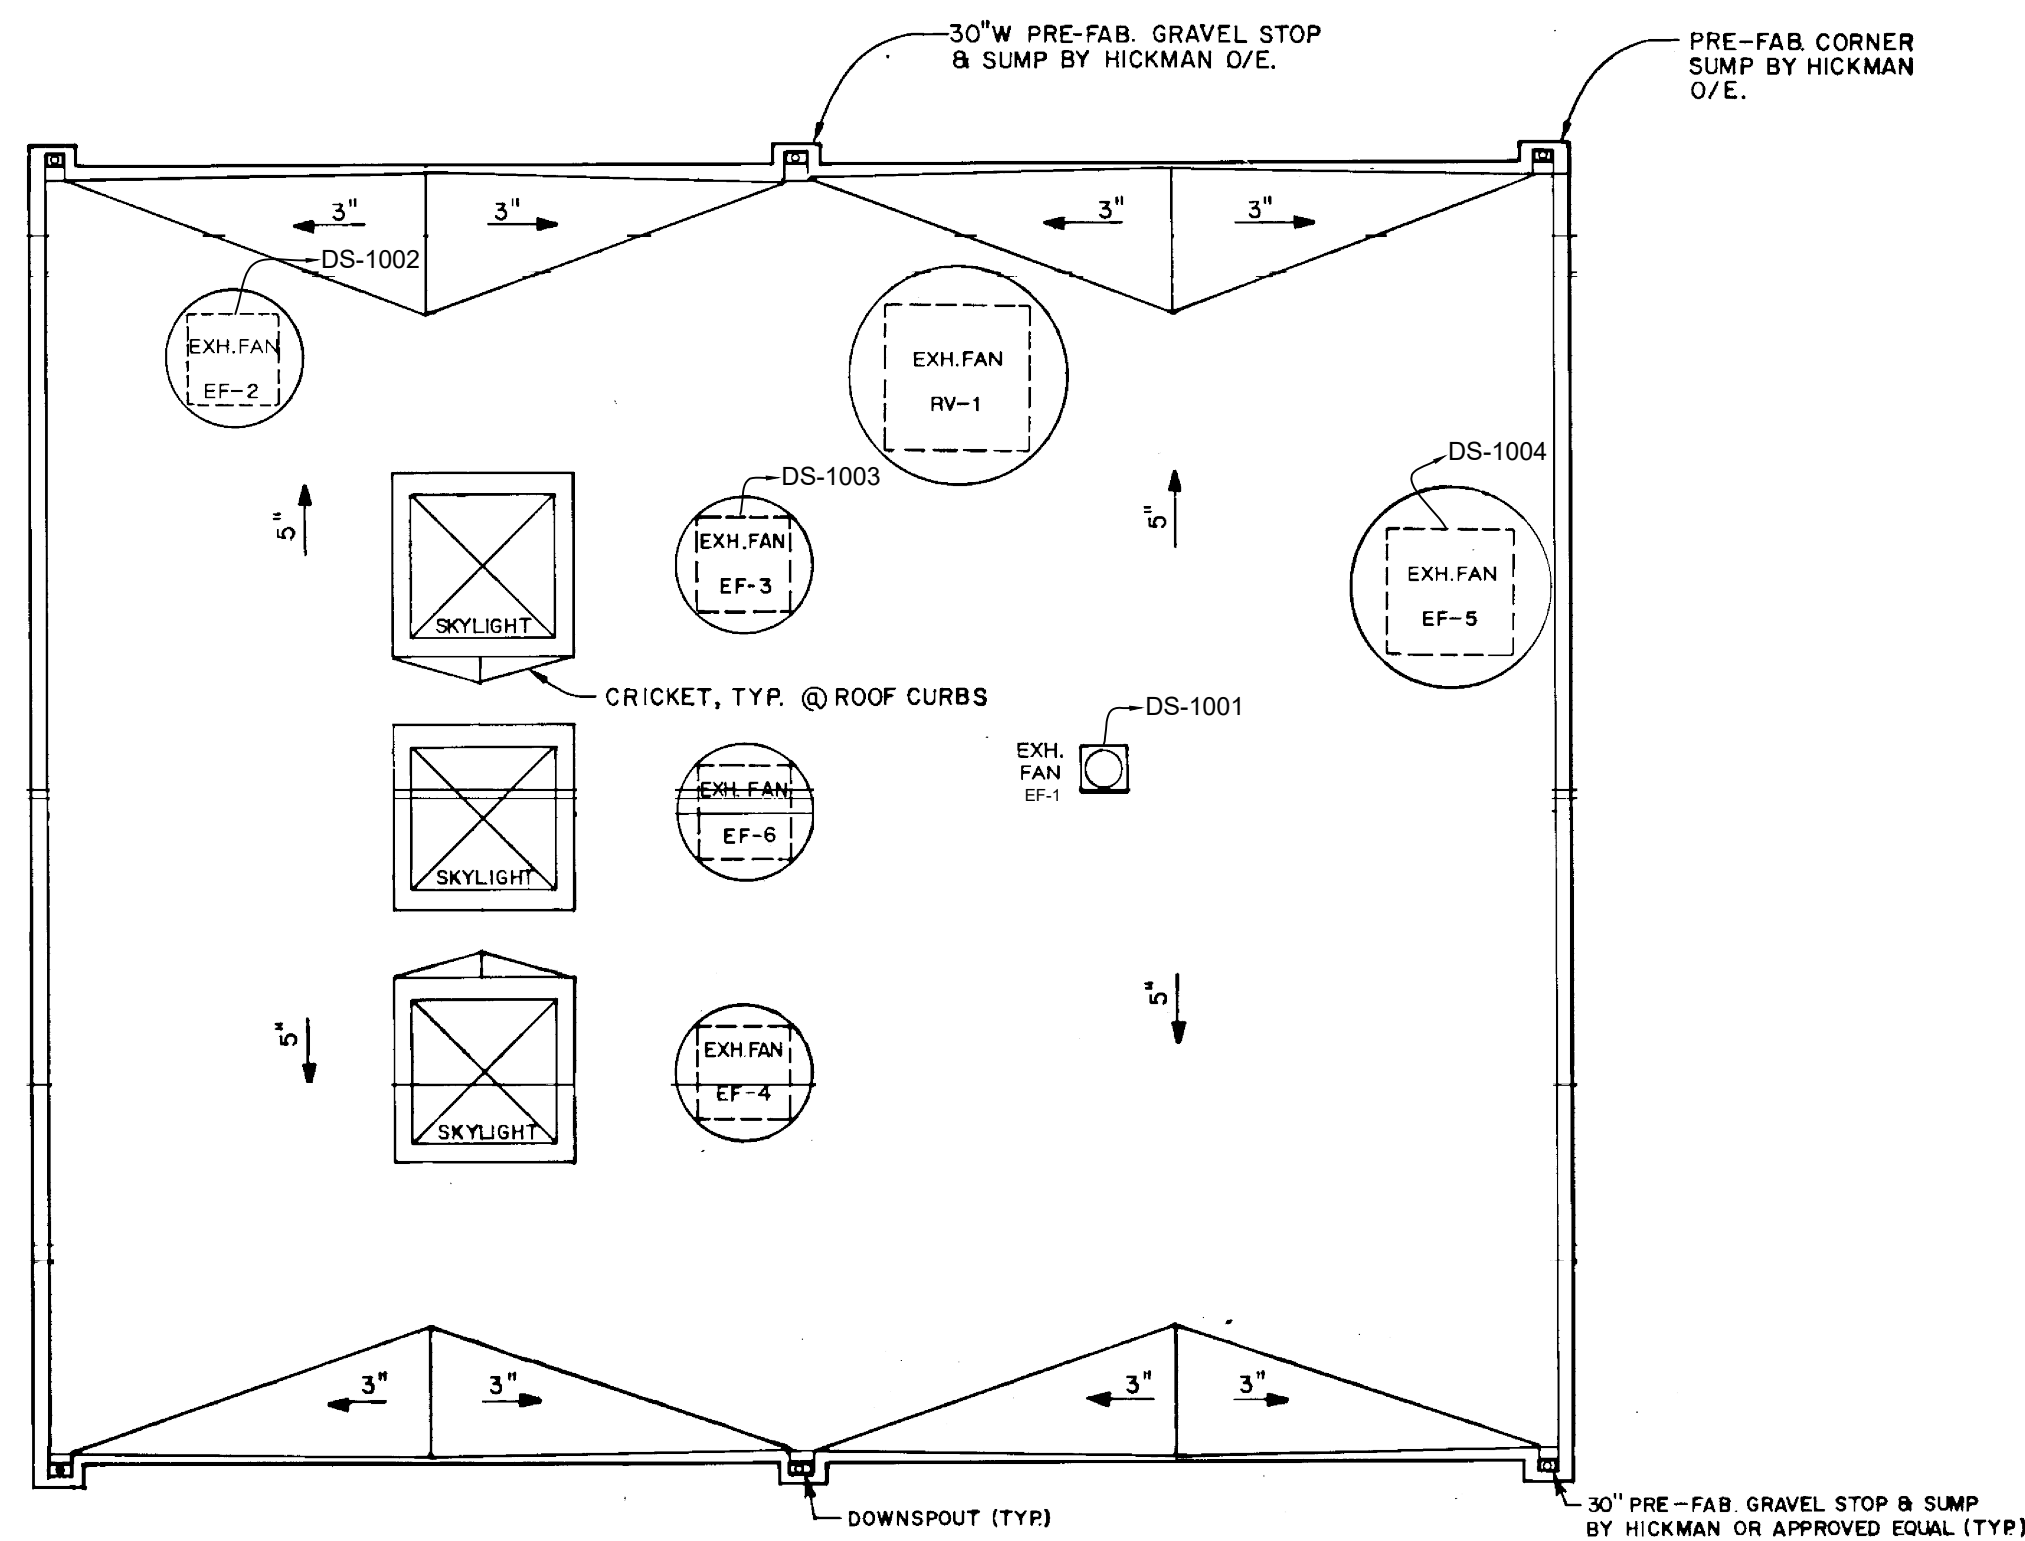 30"W PRE-FAB. GRAVEL STOP
& SUMP BY HICKMAN O/E.
PRE-FAB. CORNER
SUMP BY HICKMAN
O/E.
3"
3"
3"
3"
DS-1002
EXH.FAN
EF-2
EXH.FAN
RV-1
DS-1004
DS-1003
5"
5"
EXH.FAN
EF-3
EXH.FAN
EF-5
SKYLIGHT
CRICKET, TYP. @ ROOF CURBS
DS-1001
EXH.
FAN
EF-1
EXH. FAN
EF-6
SKYLIGHT
5"
5"
EXH.FAN
EF-4
SKYLIGHT
3"
3"
3"
3"
DOWNSPOUT (TYP.)
30" PRE-FAB. GRAVEL STOP & SUMP
BY HICKMAN OR APPROVED EQUAL (TYP.)